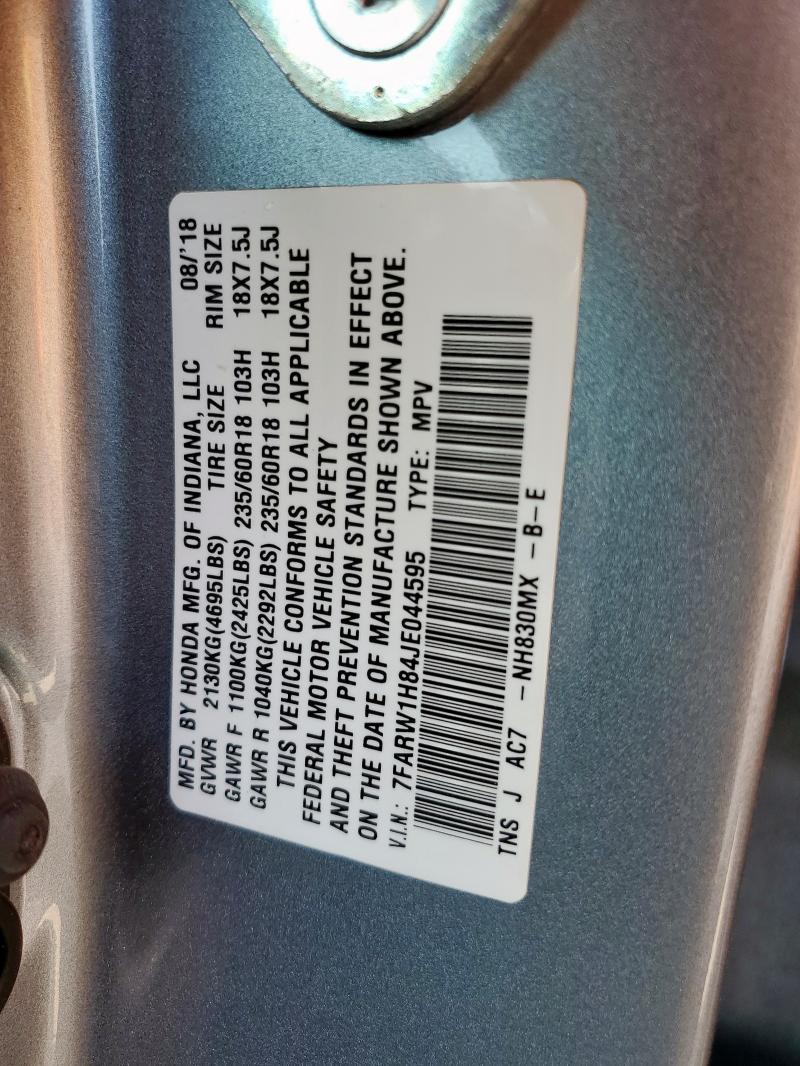 MFD. BY HONDA MFG. OF INDIANA, LLC 08/'18
GVWR 2130KG(4695LBS) TIRE SIZE RIM SIZE
GAWR F 1100KG(2425LBS) 235/60R18 103H 18X7.5J
GAWR R 1040KG(2292LBS) 235/60R18 103H 18X7.5J
THIS VEHICLE CONFORMS TO ALL APPLICABLE
FEDERAL MOTOR VEHICLE SAFETY
AND THEFT PREVENTION STANDARDS IN EFFECT
ON THE DATE OF MANUFACTURE SHOWN ABOVE.
V.I.N.: 7FARW1H84JE044595 TYPE: MPV
TNS J AC7 -NH830MX -B-E